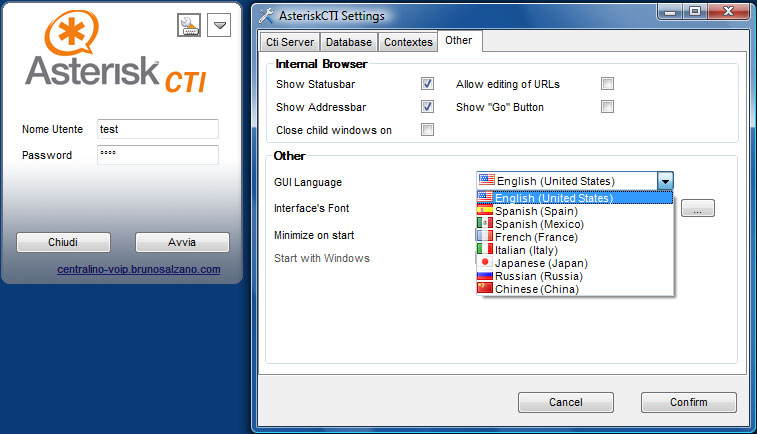 Asterisk CTI
Nome Utente test
Password °°°°
Chiudi Avvia
centralino-voip.brunosalzano.com
AsteriskCTI Settings
Cti Server Database Contextes Other
Internal Browser
Show Statusbar Allow editing of URLs
Show Addressbar Show "Go" Button
Close child windows on
Other
GUI Language English (United States)
English (United States)
Interface's Font ...
Spanish (Spain)
Spanish (Mexico)
Minimize on start
French (France)
Italian (Italy)
Start with Windows
Japanese (Japan)
Russian (Russia)
Chinese (China)
Cancel Confirm